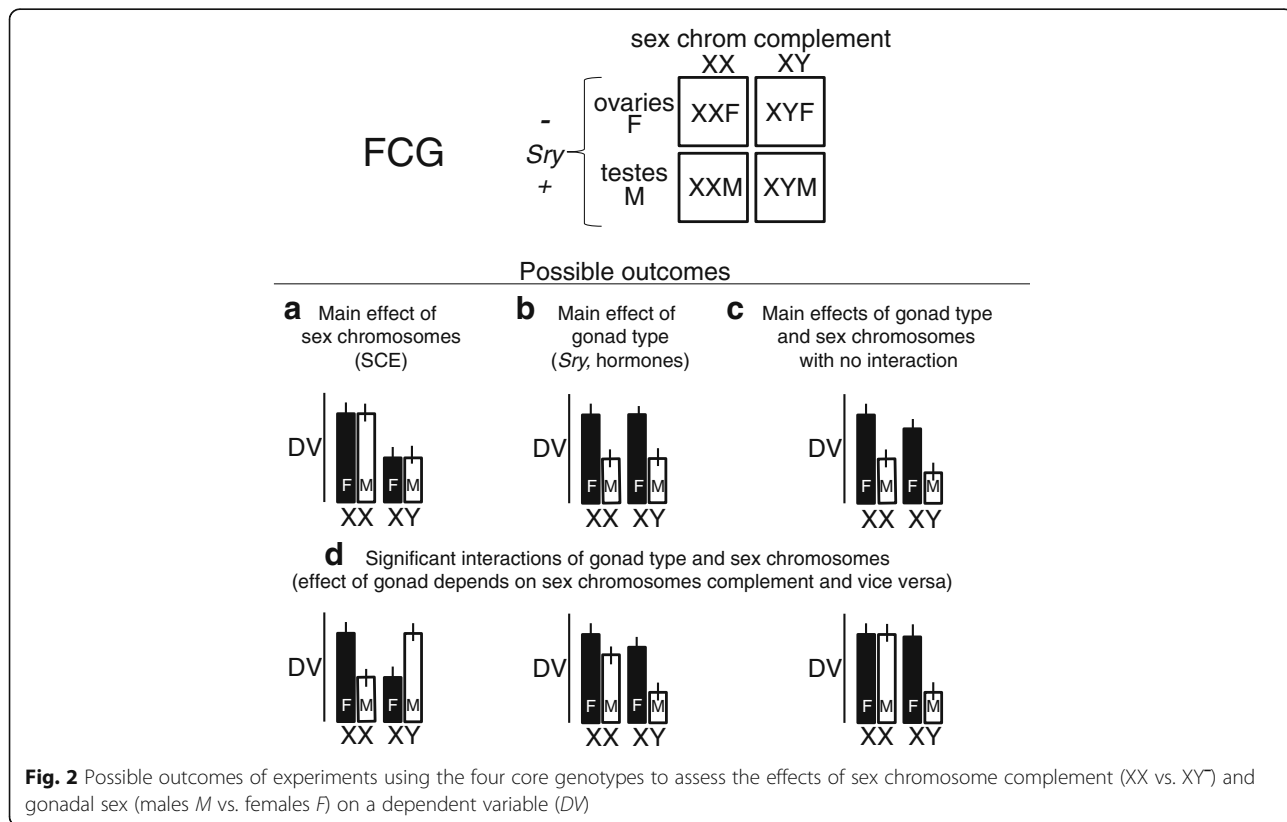 sex chrom complement
XX XY
FCG
-
Sry
+
ovaries
F
testes
M
XXF XYF
XXM XYM
Possible outcomes
a Main effect of
sex chromosomes
(SCE)
b Main effect of
gonad type
(Sry, hormones)
c Main effects of gonad type
and sex chromosomes
with no interaction
DV
F M F M
XX XY
DV
F M F M
XX XY
DV
F M F M
XX XY
d Significant interactions of gonad type and sex chromosomes
(effect of gonad depends on sex chromosomes complement and vice versa)
DV
F M F M
XX XY
DV
F M F M
XX XY
DV
F M F M
XX XY
Fig. 2 Possible outcomes of experiments using the four core genotypes to assess the effects of sex chromosome complement (XX vs. XY⁻) and
gonadal sex (males M vs. females F) on a dependent variable (DV)